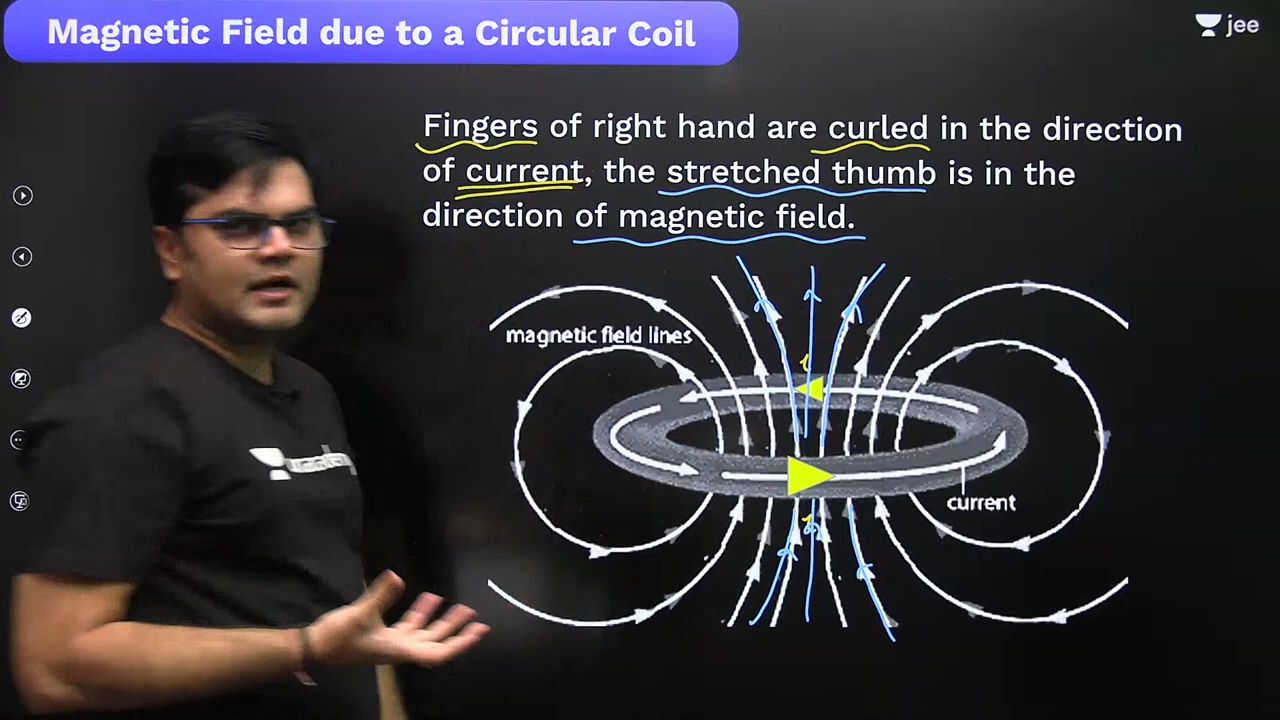 Magnetic Field due to a Circular Coil
jee
Fingers of right hand are curled in the direction
of current, the stretched thumb is in the
direction of magnetic field.
magnetic field lines
i
current
i